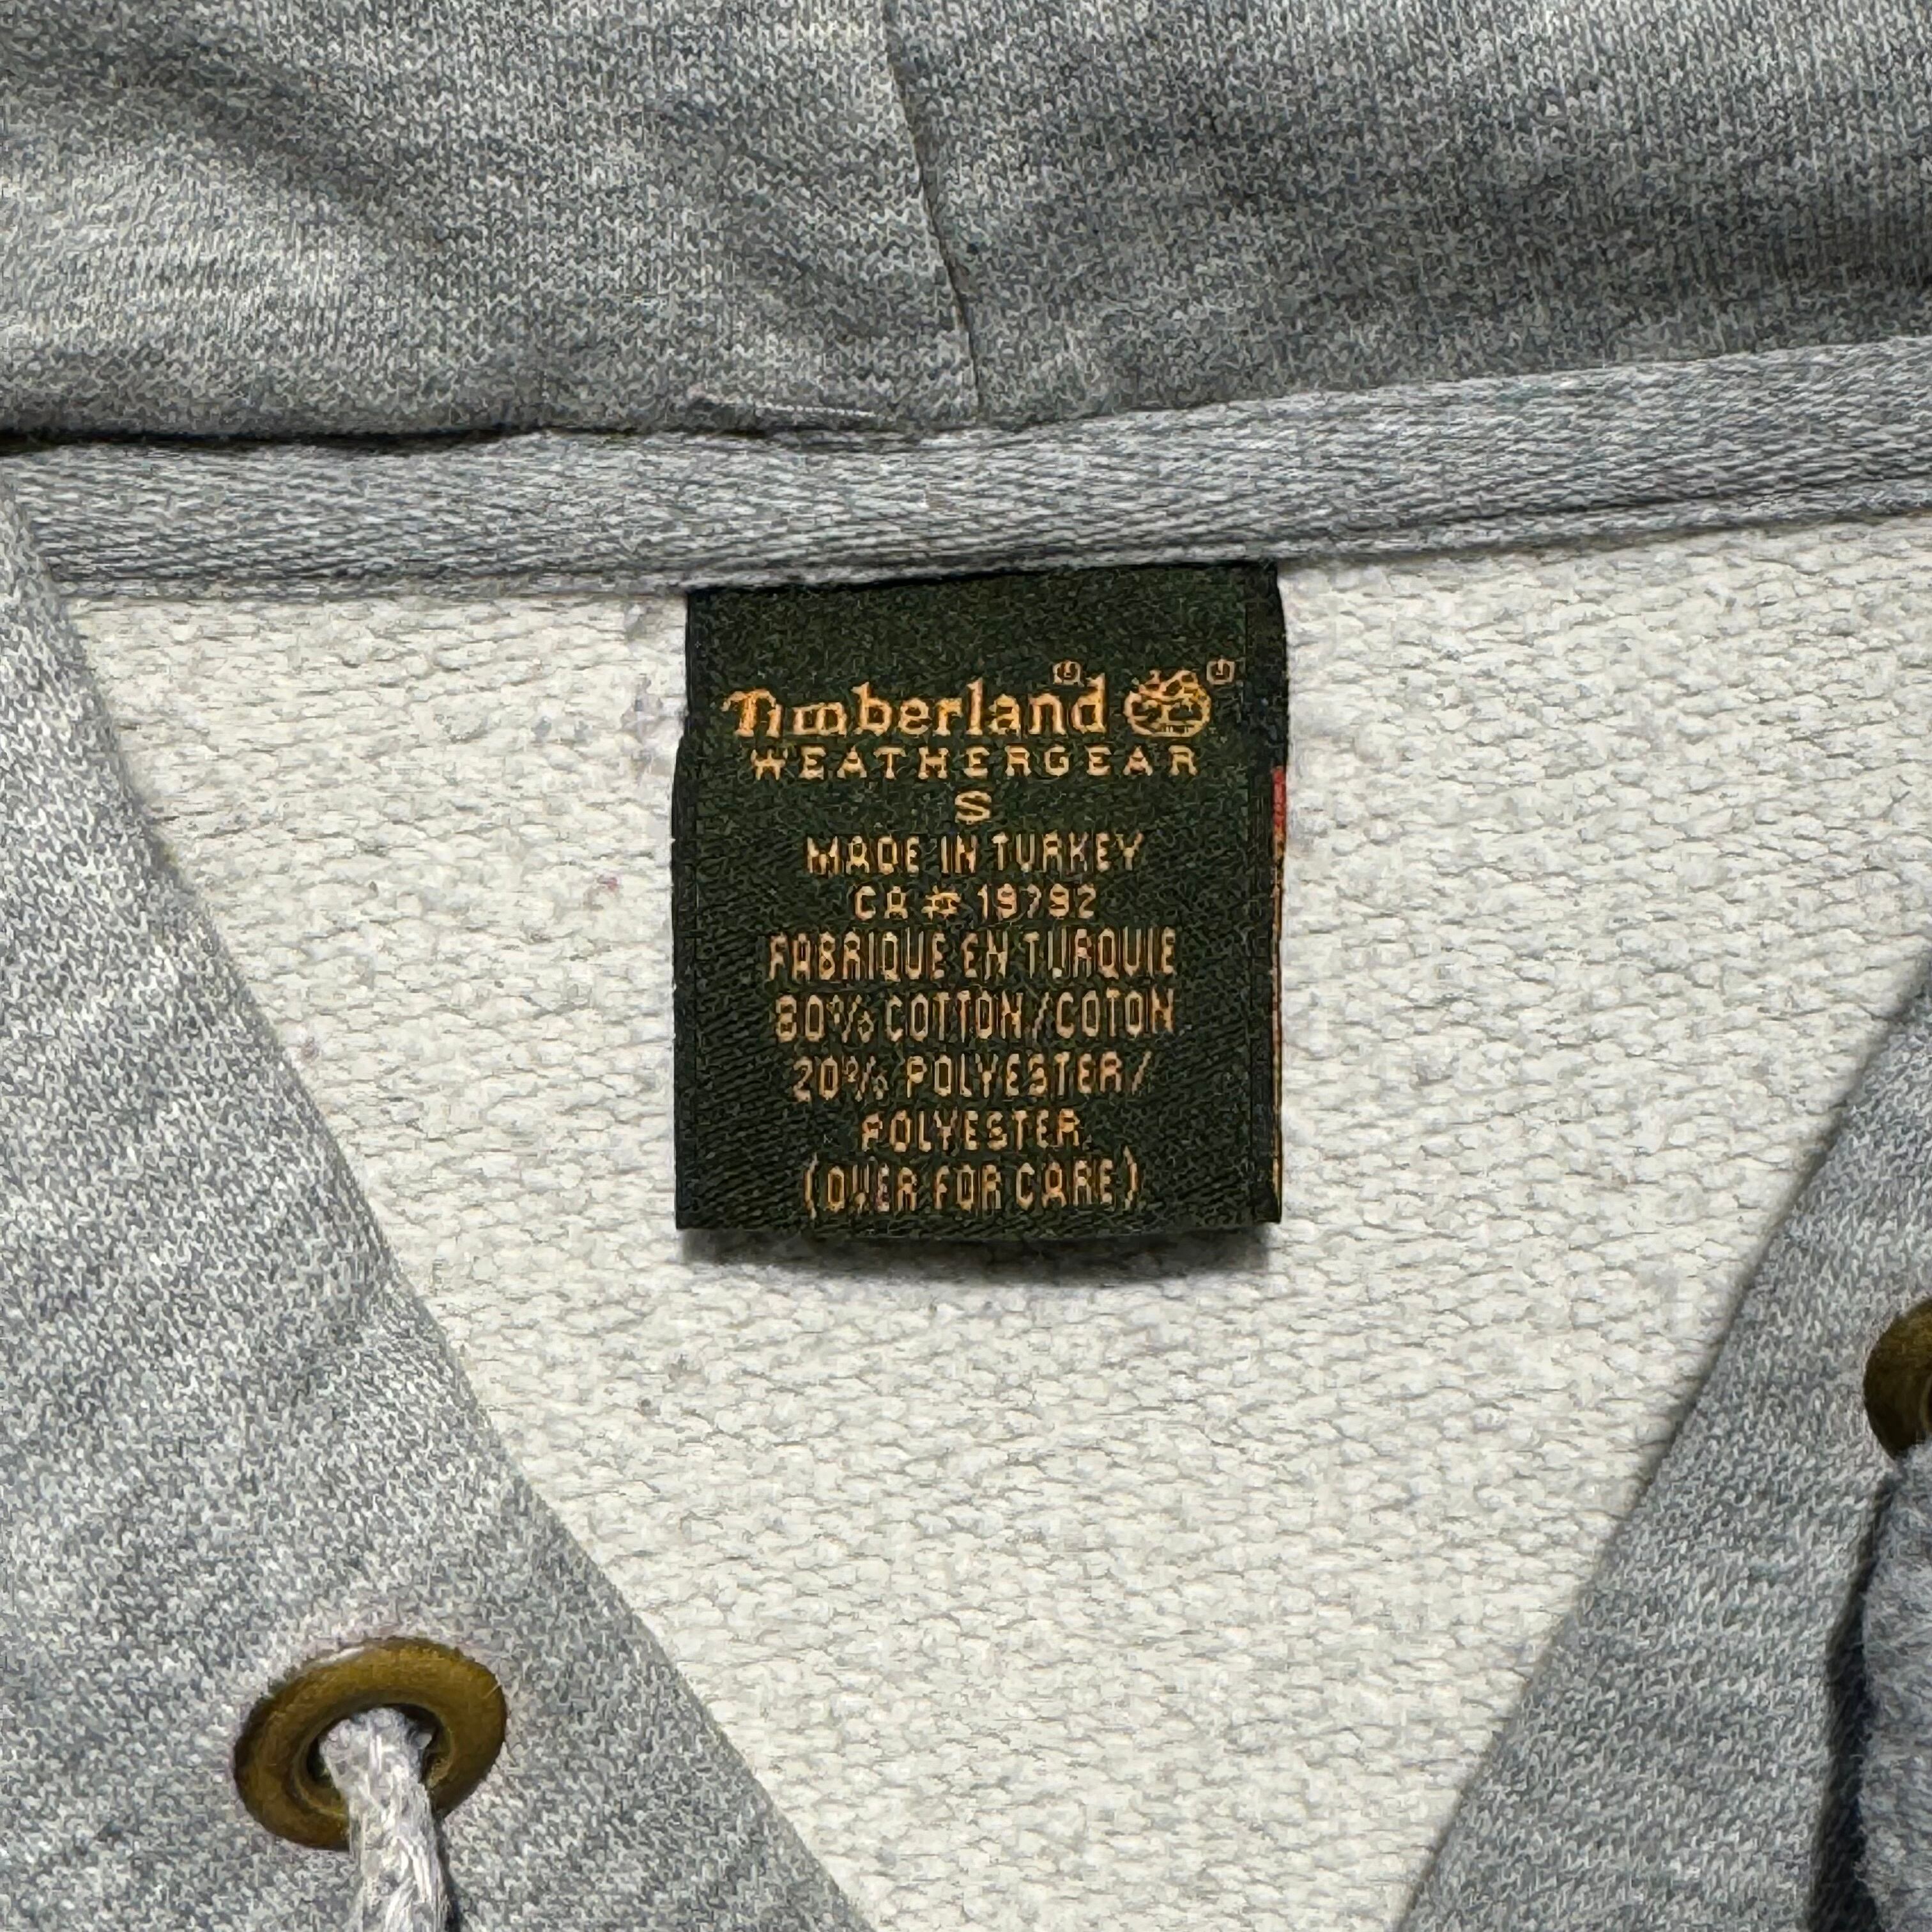 Timberland®
WEATHERGEAR
S
MADE IN TURKEY
CA # 19792
FABRIQUE EN TURQUIE
80% COTTON/COTON
20% POLYESTER/
POLYESTER
(OVER FOR CARE)